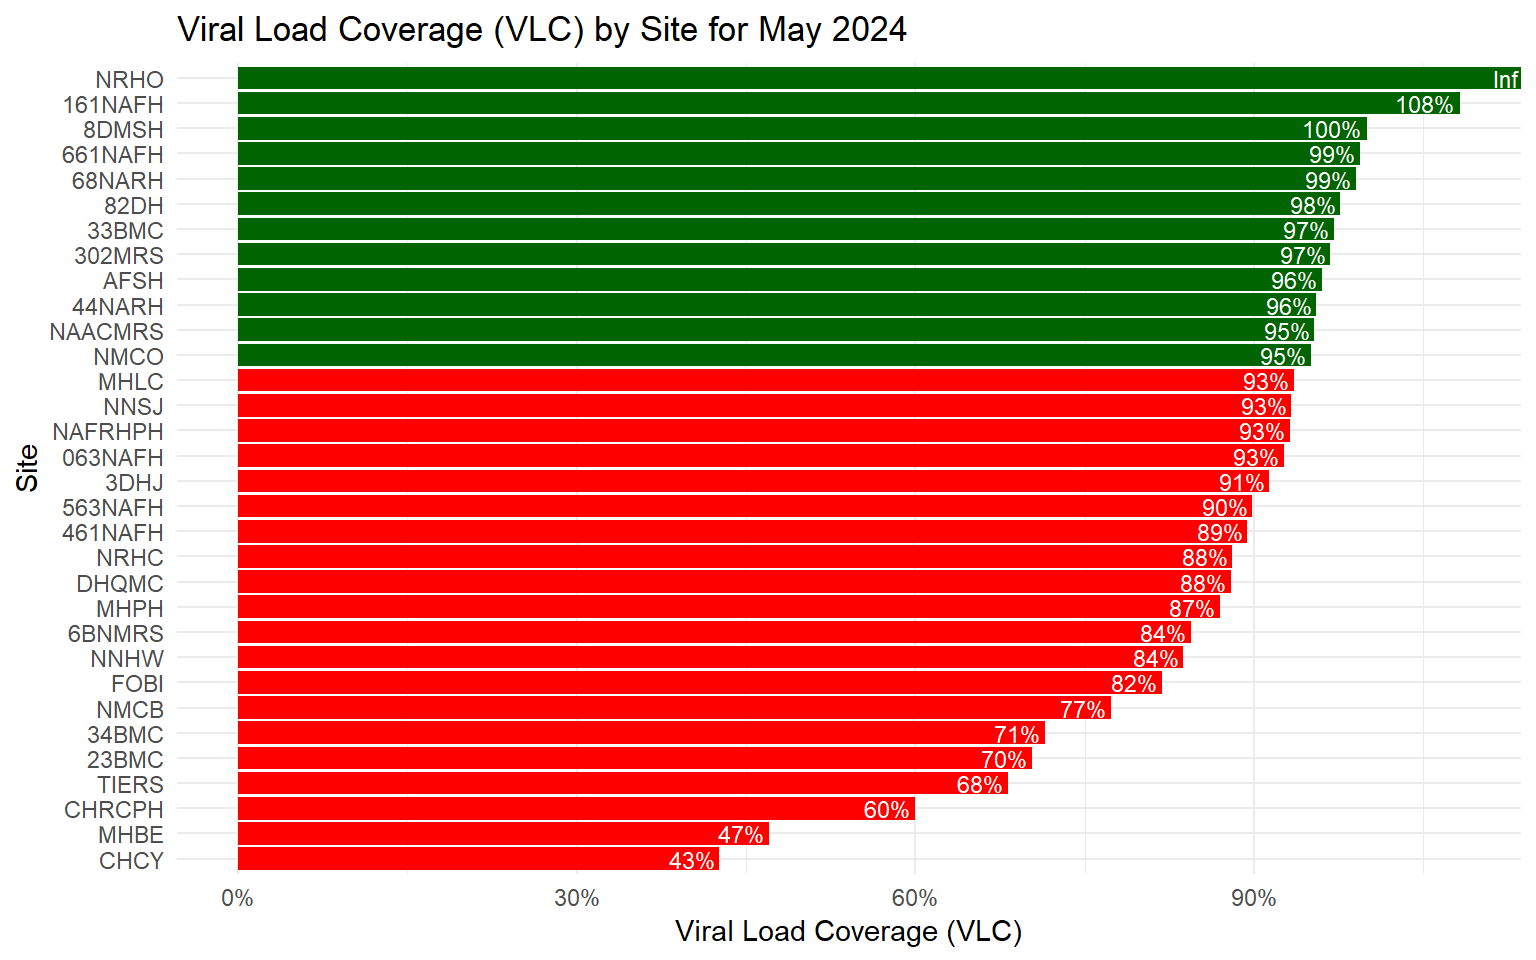 Viral Load Coverage (VLC) by Site for May 2024
NRHO Inf
161NAFH 108%
8DMSH 100%
661NAFH 99%
68NARH 99%
82DH 98%
33BMC 97%
302MRS 97%
AFSH 96%
44NARH 96%
NAACMRS 95%
NMCO 95%
MHLC 93%
NNSJ 93%
NAFRHPH 93%
063NAFH 93%
3DHJ 91%
563NAFH 90%
461NAFH 89%
NRHC 88%
DHQMC 88%
MHPH 87%
6BNMRS 84%
NNHW 84%
FOBI 82%
NMCB 77%
34BMC 71%
23BMC 70%
TIERS 68%
CHRCPH 60%
MHBE 47%
CHCY 43%
Site
0% 30% 60% 90%
Viral Load Coverage (VLC)